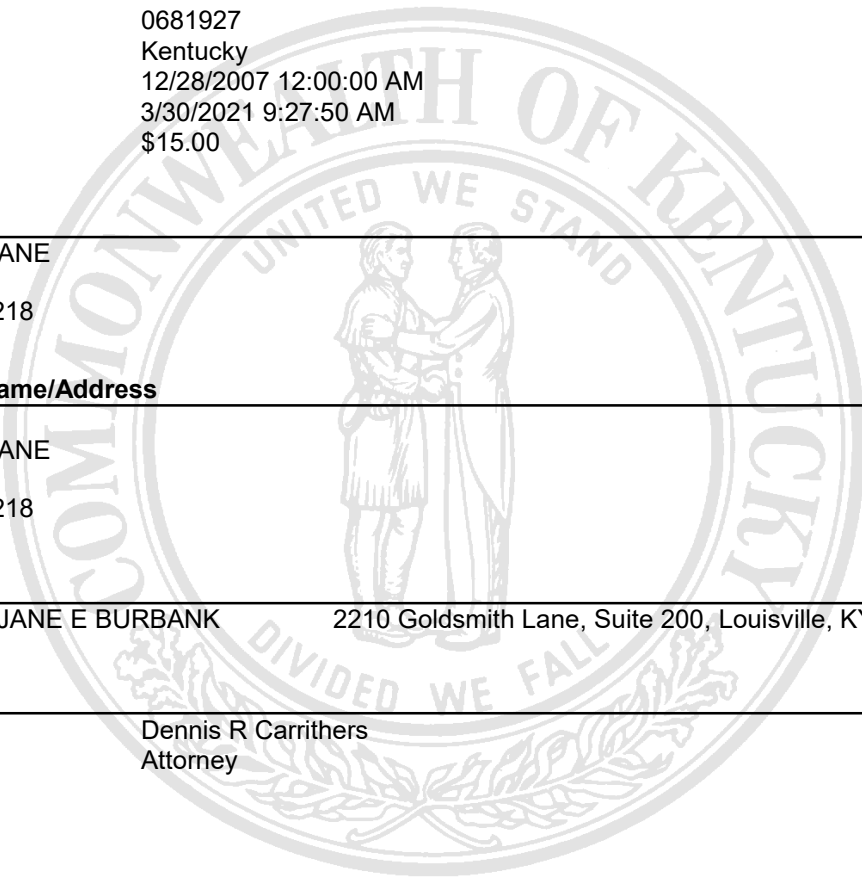 0681927
Kentucky
12/28/2007 12:00:00 AM
3/30/2021 9:27:50 AM
$15.00
ANE
218
ame/Address
ANE
218
JANE E BURBANK 2210 Goldsmith Lane, Suite 200, Louisville, KY
Dennis R Carrithers
Attorney
COMMONWEALTH OF KENTUCKY
UNITED WE STAND
DIVIDED WE FALL